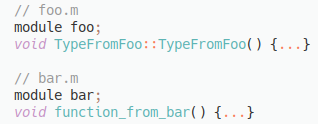 // foo.m
module foo;
void TypeFromFoo::TypeFromFoo() {...}
// bar.m
module bar;
void function_from_bar() {...}